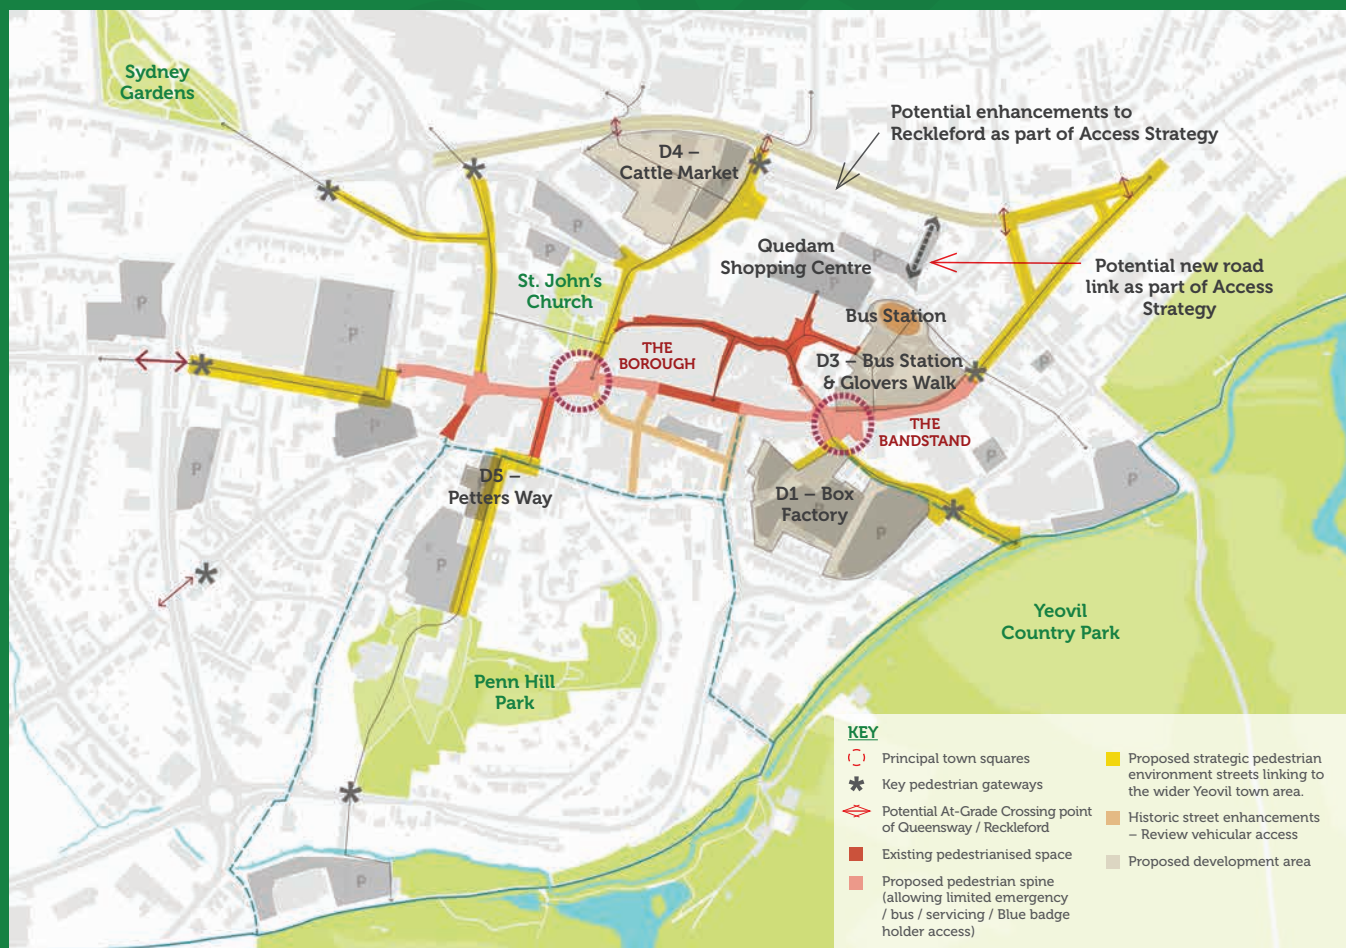 Sydney
Gardens
Potential enhancements to
Reckleford as part of Access Strategy
D4 –
Cattle Market
P
P
Quedam
Shopping Centre
P
P
Potential new road
link as part of Access
Strategy
St. John's
Church
Bus Station
P
P
THE
BOROUGH
D3 – Bus Station
& Glovers Walk
P
THE
BANDSTAND
P
P
P
P
D5 –
Petters Way
D1 – Box
Factory
P
P
P
P
Yeovil
Country Park
Penn Hill
Park
P
KEY
Principal town squares
Key pedestrian gateways
Potential At-Grade Crossing point
of Queensway / Reckleford
Existing pedestrianised space
Proposed pedestrian spine
(allowing limited emergency
/ bus / servicing / Blue badge
holder access)
Proposed strategic pedestrian
environment streets linking to
the wider Yeovil town area.
Historic street enhancements
– Review vehicular access
Proposed development area